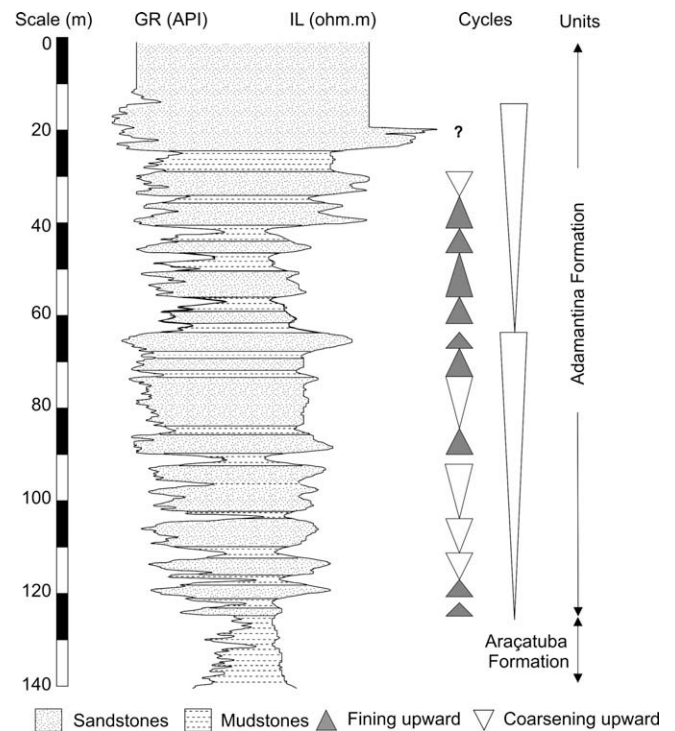 Scale (m) GR (API) IL (ohm.m) Cycles Units
0
20
?
40
60
80
100
120
140
Adamantina Formation
Araçatuba
Formation
Sandstones Mudstones Fining upward Coarsening upward